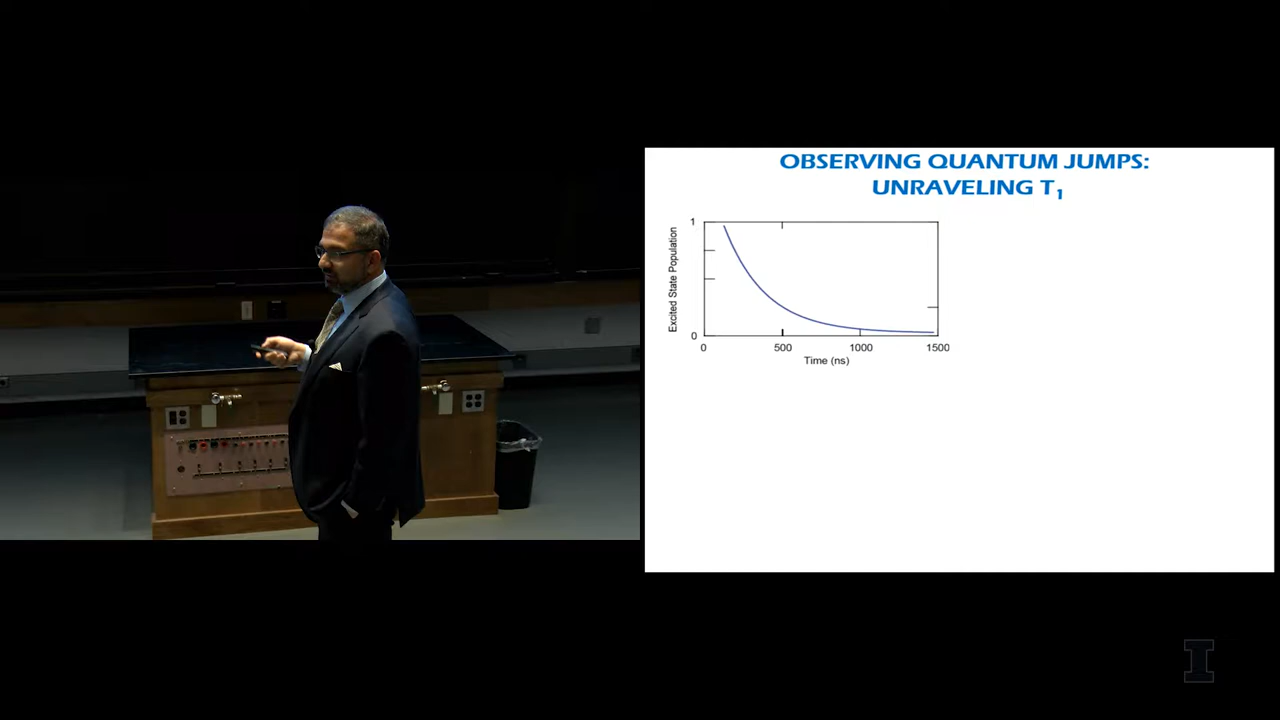 OBSERVING QUANTUM JUMPS:
UNRAVELING T1
Excited State Population
1
0
0
500
1000
1500
Time (ns)
I